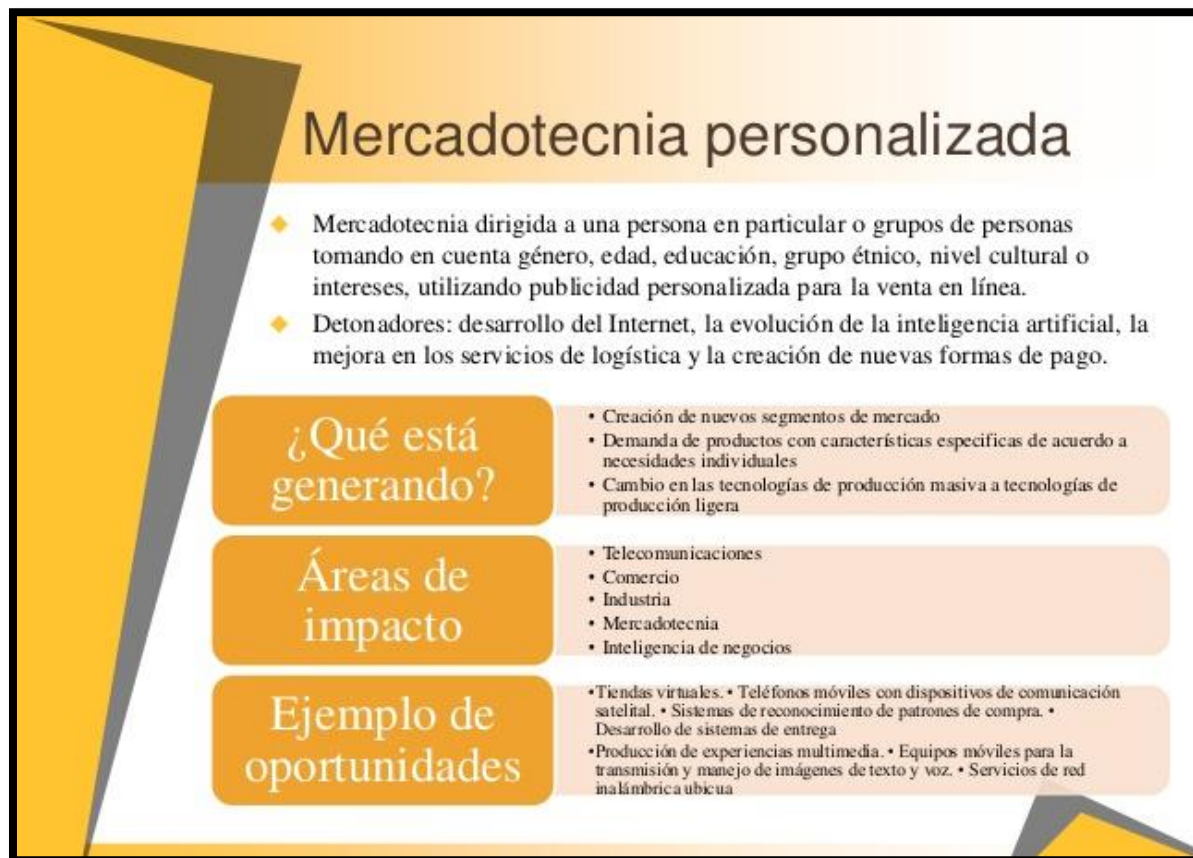 Mercadotecnia personalizada
Mercadotecnia dirigida a una persona en particular o grupos de personas
tomando en cuenta género, edad, educación, grupo étnico, nivel cultural o
intereses, utilizando publicidad personalizada para la venta en línea.
Detonadores: desarrollo del Internet, la evolución de la inteligencia artificial, la
mejora en los servicios de logística y la creación de nuevas formas de pago.
¿Qué está
generando?
• Creación de nuevos segmentos de mercado
• Demanda de productos con características especificas de acuerdo a
necesidades individuales
• Cambio en las tecnologías de producción masiva a tecnologías de
producción ligera
Áreas de
impacto
• Telecomunicaciones
• Comercio
• Industria
• Mercadotecnia
• Inteligencia de negocios
Ejemplo de
oportunidades
•Tiendas virtuales. • Teléfonos móviles con dispositivos de comunicación
satelital. • Sistemas de reconocimiento de patrones de compra. •
Desarrollo de sistemas de entrega
•Producción de experiencias multimedia. • Equipos móviles para la
transmisión y manejo de imágenes de texto y voz. • Servicios de red
inalámbrica ubicua